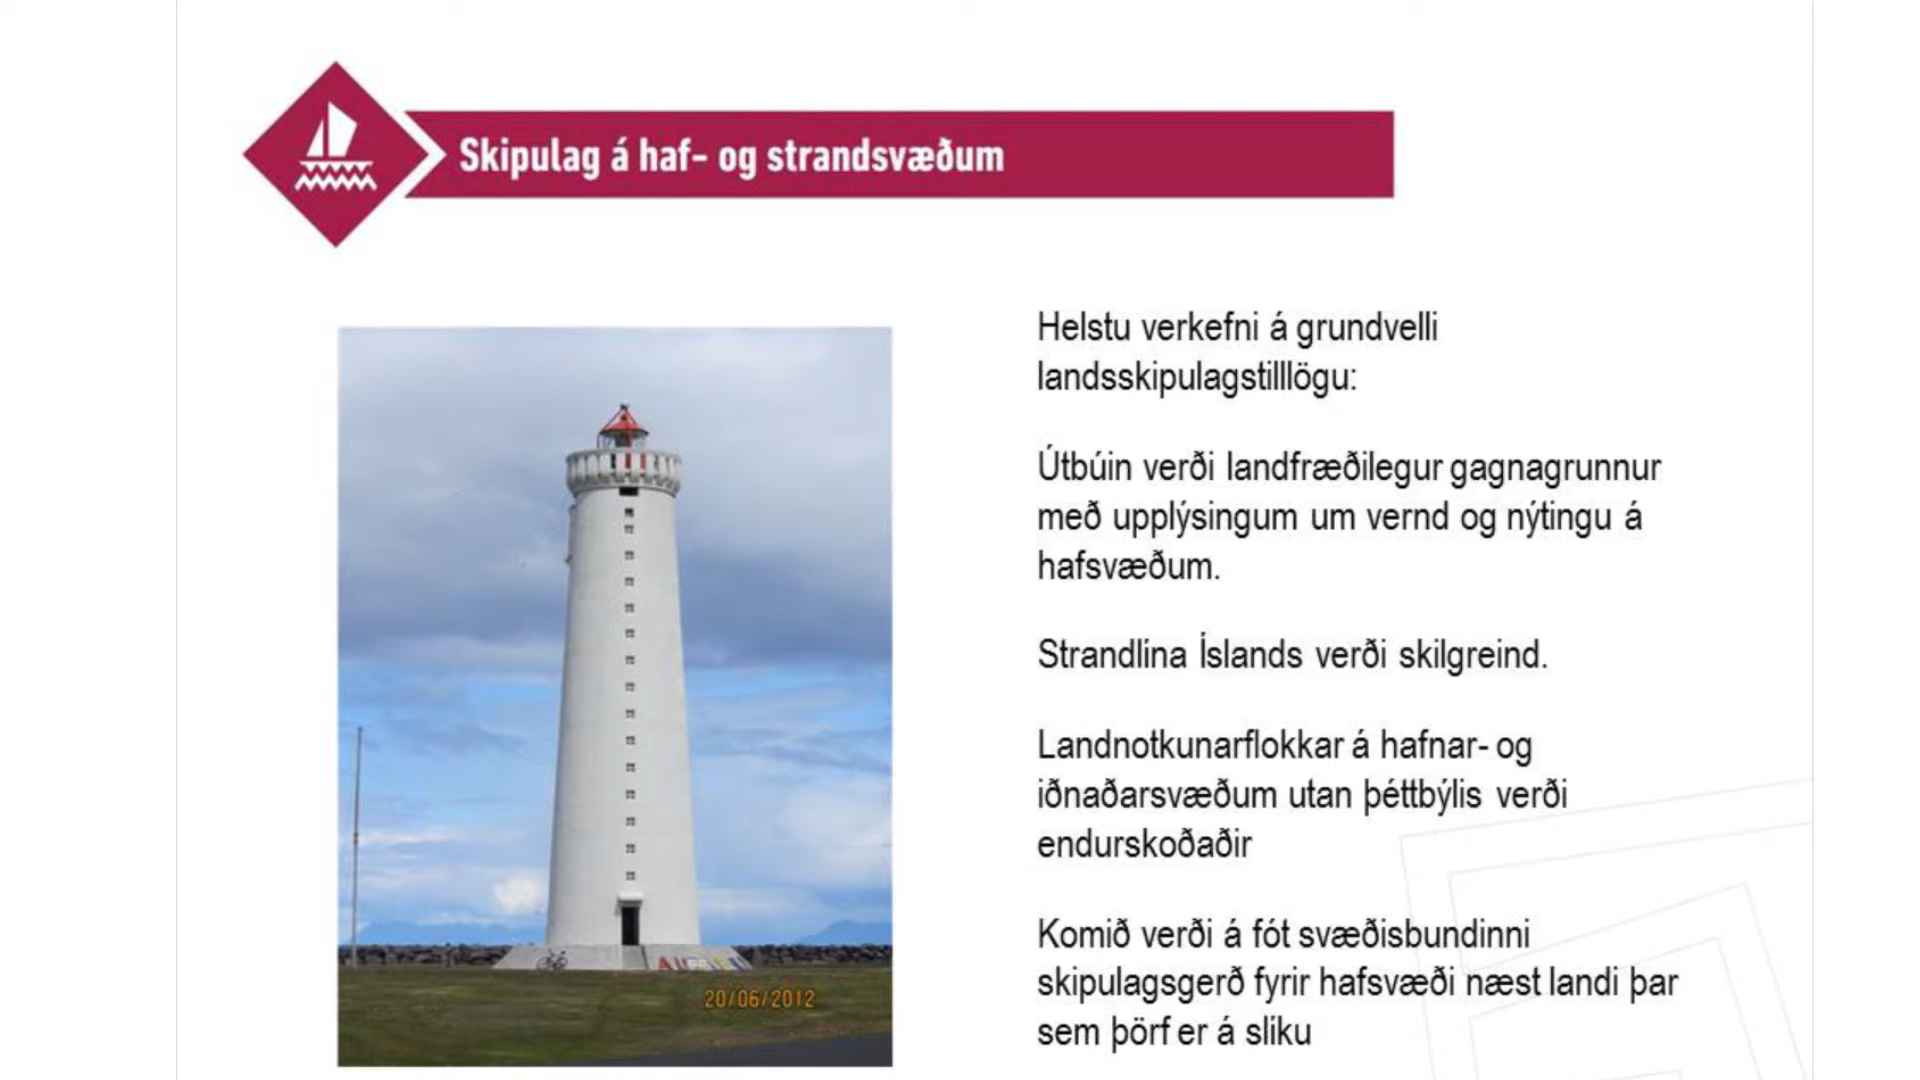 Skipulag á haf- og strandsvæðum
Helstu verkefni á grundvelli
landsskipulagstilllögu:
Útbúin verði landfræðilegur gagnagrunnur
með upplýsingum um vernd og nýtingu á
hafsvæðum.
Strandlína Íslands verði skilgreind.
Landnotkunarflokkar á hafnar- og
iðnaðarsvæðum utan þéttbýlis verði
endurskoðaðir
Komið verði á fót svæðisbundinni
skipulagsgerð fyrir hafsvæði næst landi þar
sem þörf er á slíku
20/06/2012